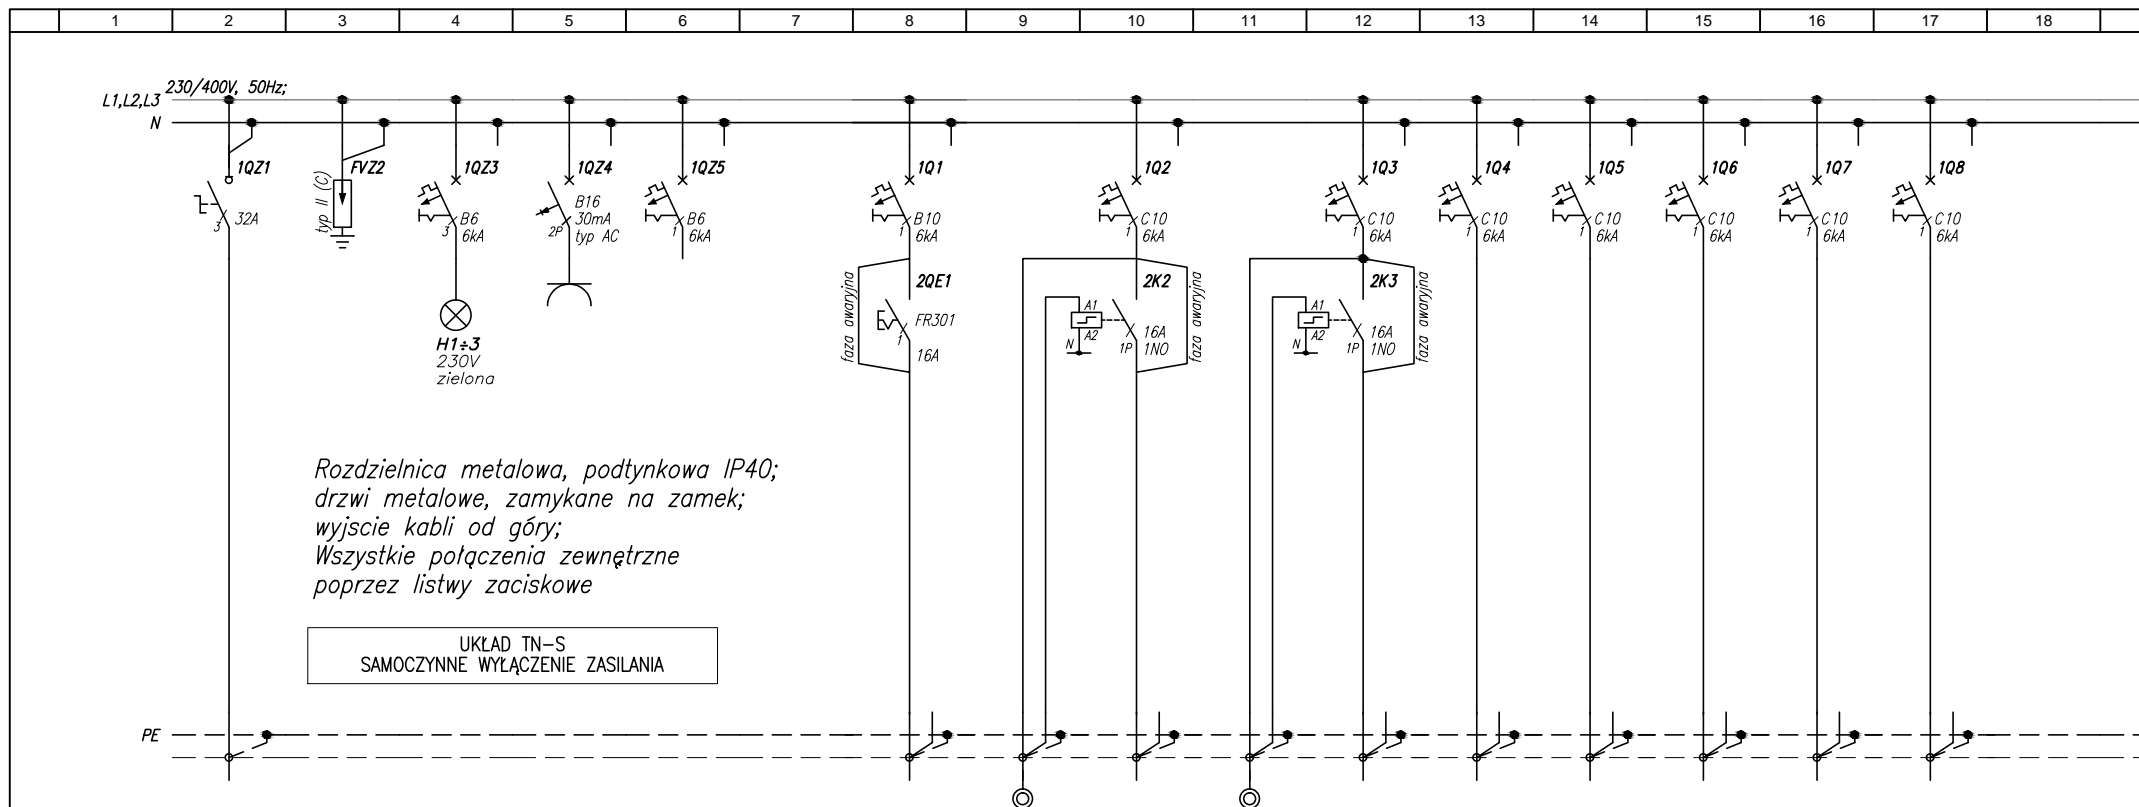 1 2 3 4 5 6 7 8 9 10 11 12 13 14 15 16 17 18
230/400V, 50Hz;
L1,L2,L3
N
1QZ1
32A
3
FVZ2
typ II (C)
1QZ3
B6
3
6kA
H1÷3
230V
zielona
1QZ4
B16
30mA
2P typ AC
1QZ5
B6
1
6kA
1Q1
B10
1
6kA
2QE1
faza awaryjna
FR301
1
16A
1Q2
C10
1
6kA
2K2
A1
A2
N
16A
1P 1NO
faza awaryjna
1Q3
C10
1
6kA
2K3
A1
A2
N
16A
1P 1NO
faza awaryjna
1Q4
C10
1
6kA
1Q5
C10
1
6kA
1Q6
C10
1
6kA
1Q7
C10
1
6kA
1Q8
C10
1
6kA
Rozdzielnica metalowa, podtynkowa IP40;
drzwi metalowe, zamykane na zamek;
wyjscie kabli od góry;
Wszystkie połączenia zewnętrzne
poprzez listwy zaciskowe
UKŁAD TN-S
SAMOCZYNNE WYŁĄCZENIE ZASILANIA
PE